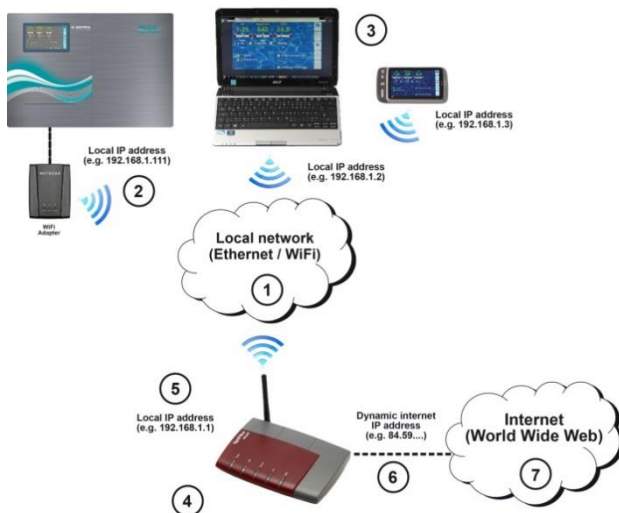 3
Local IP address
(e.g. 192.168.1.3)
Local IP address
(e.g. 192.168.1.111)
NETGEAR
WiFi
Adapter
2
Local IP address
(e.g. 192.168.1.2)
Local network
(Ethernet / WiFi)
1
5
Local IP address
(e.g. 192.168.1.1)
4
Dynamic internet
IP address
(e.g. 84.59....)
6
Internet
(World Wide Web)
7